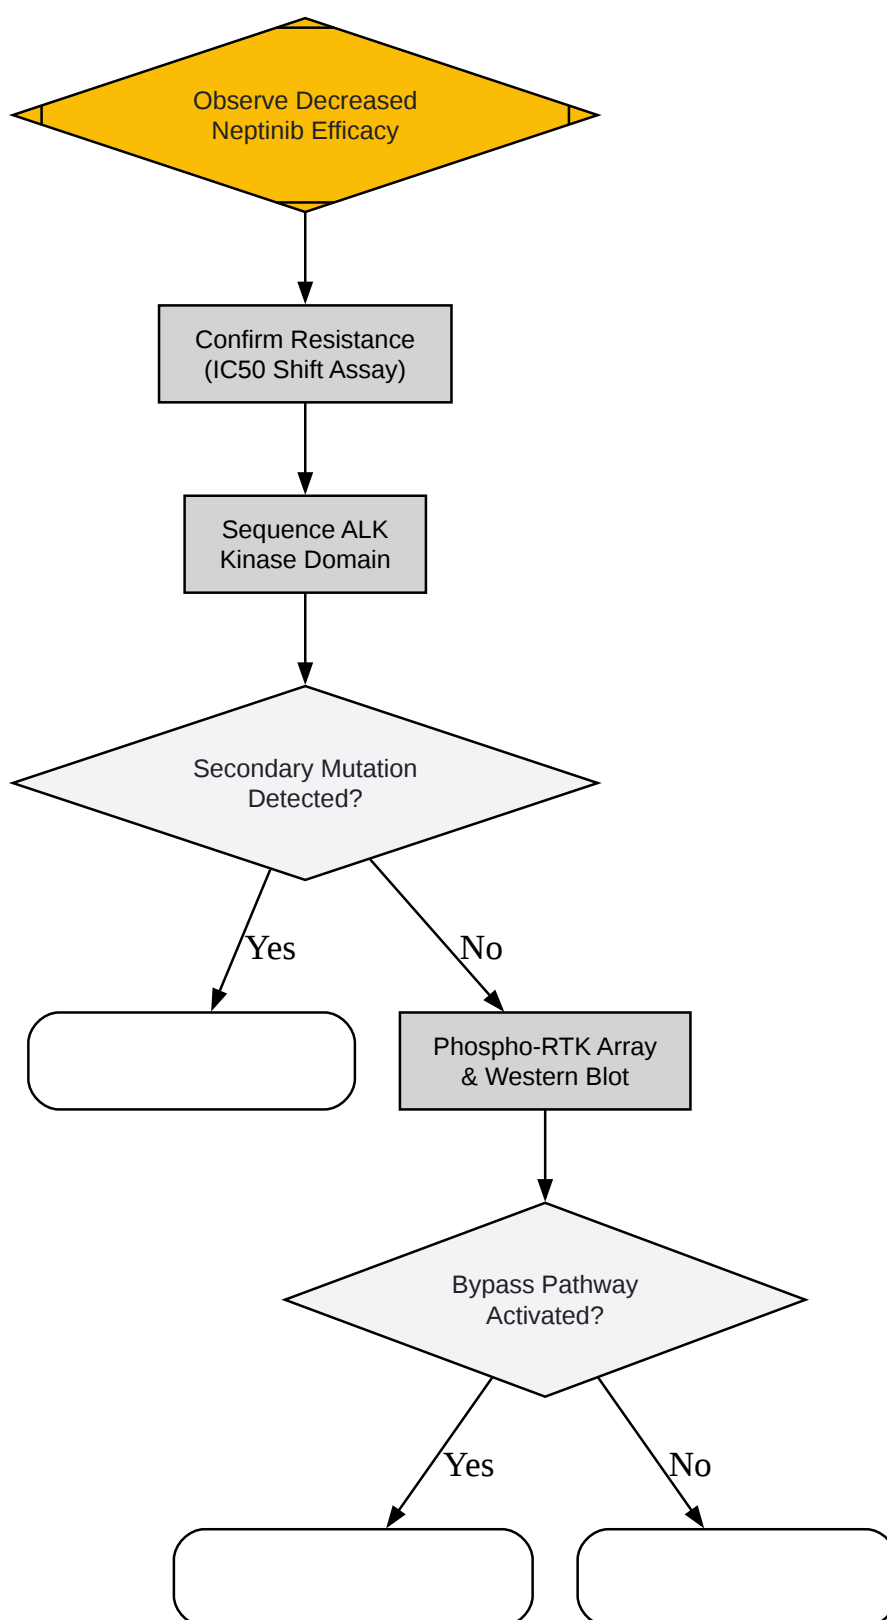 Observe Decreased
Neptinib Efficacy
Confirm Resistance
(IC50 Shift Assay)
Sequence ALK
Kinase Domain
Secondary Mutation
Detected?
Yes
No
Phospho-RTK Array
& Western Blot
Bypass Pathway
Activated?
Yes
No